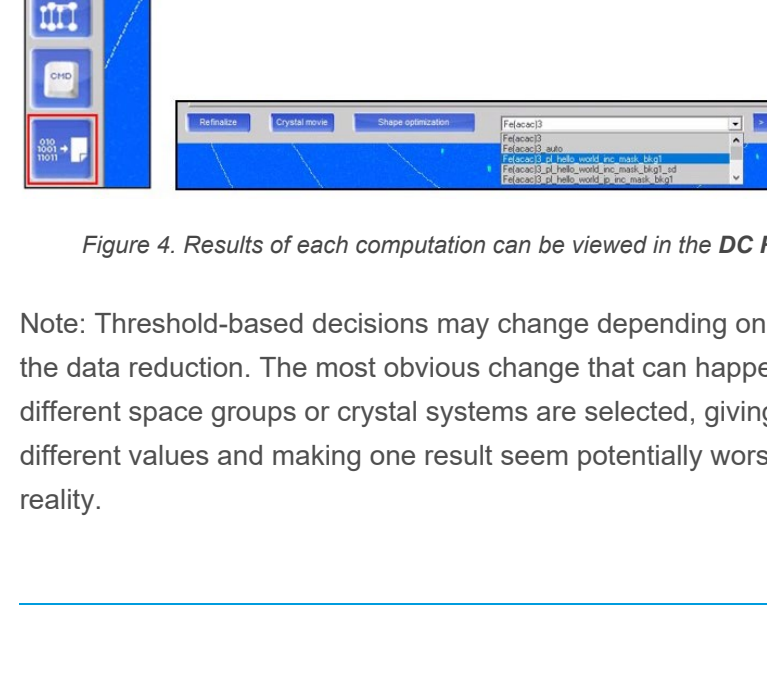 CMD
010
1001
11011
Refinalize Crystal movie Shape optimization Fe(acac)3 >
Fe(acac)3
Fe(acac)3_auto
Fe(acac)3_pl_hello_world_inc_mask_bkg1
Fe(acac)3_pl_hello_world_inc_mask_bkg1_sd
Fe(acac)3_pl_hello_world_ip_inc_mask_bkg1
Figure 4. Results of each computation can be viewed in the DC
Note: Threshold-based decisions may change depending on
the data reduction. The most obvious change that can happe
different space groups or crystal systems are selected, giving
different values and making one result seem potentially wors
reality.